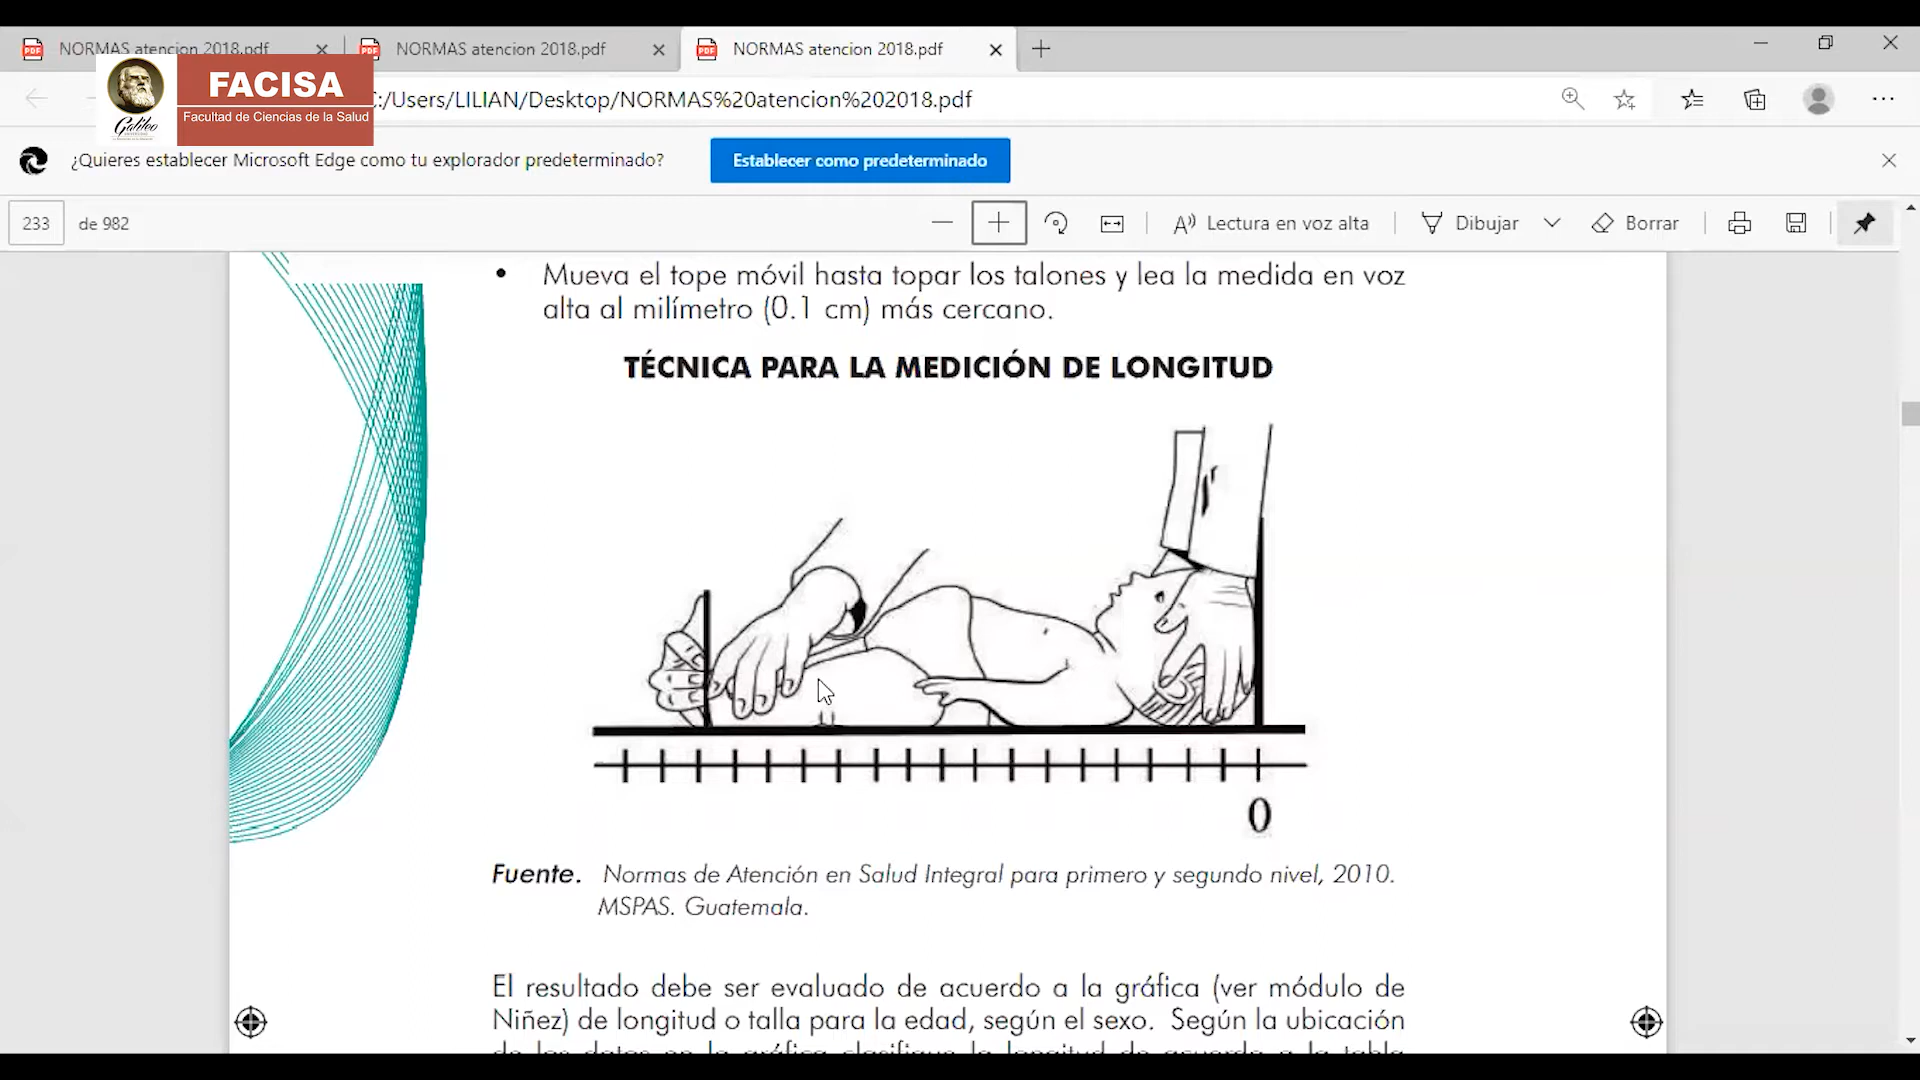 NORMAS atencion 2018.pdf
NORMAS atencion 2018.pdf
NORMAS atencion 2018.pdf
Galileo
FACISA
Facultad de Ciencias de la Salud
C:/Users/LILIAN/Desktop/NORMAS%20atencion%202018.pdf
¿Quieres establecer Microsoft Edge como tu explorador predeterminado?
Establecer como predeterminado
233 de 982
Lectura en voz alta
Dibujar
Borrar
• Mueva el tope móvil hasta topar los talones y lea la medida en voz
alta al milímetro (0.1 cm) más cercano.
TÉCNICA PARA LA MEDICIÓN DE LONGITUD
0
Fuente. Normas de Atención en Salud Integral para primero y segundo nivel, 2010.
MSPAS. Guatemala.
El resultado debe ser evaluado de acuerdo a la gráfica (ver módulo de
Niñez) de longitud o talla para la edad, según el sexo. Según la ubicación